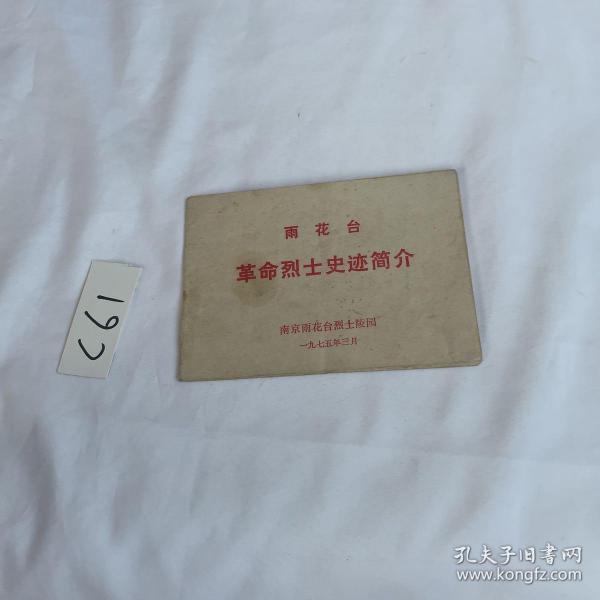 雨花台
革命烈士史迹简介
南京雨花台烈士陵园
一九七五年三月
C61
孔夫子旧书网
www.kongfz.com